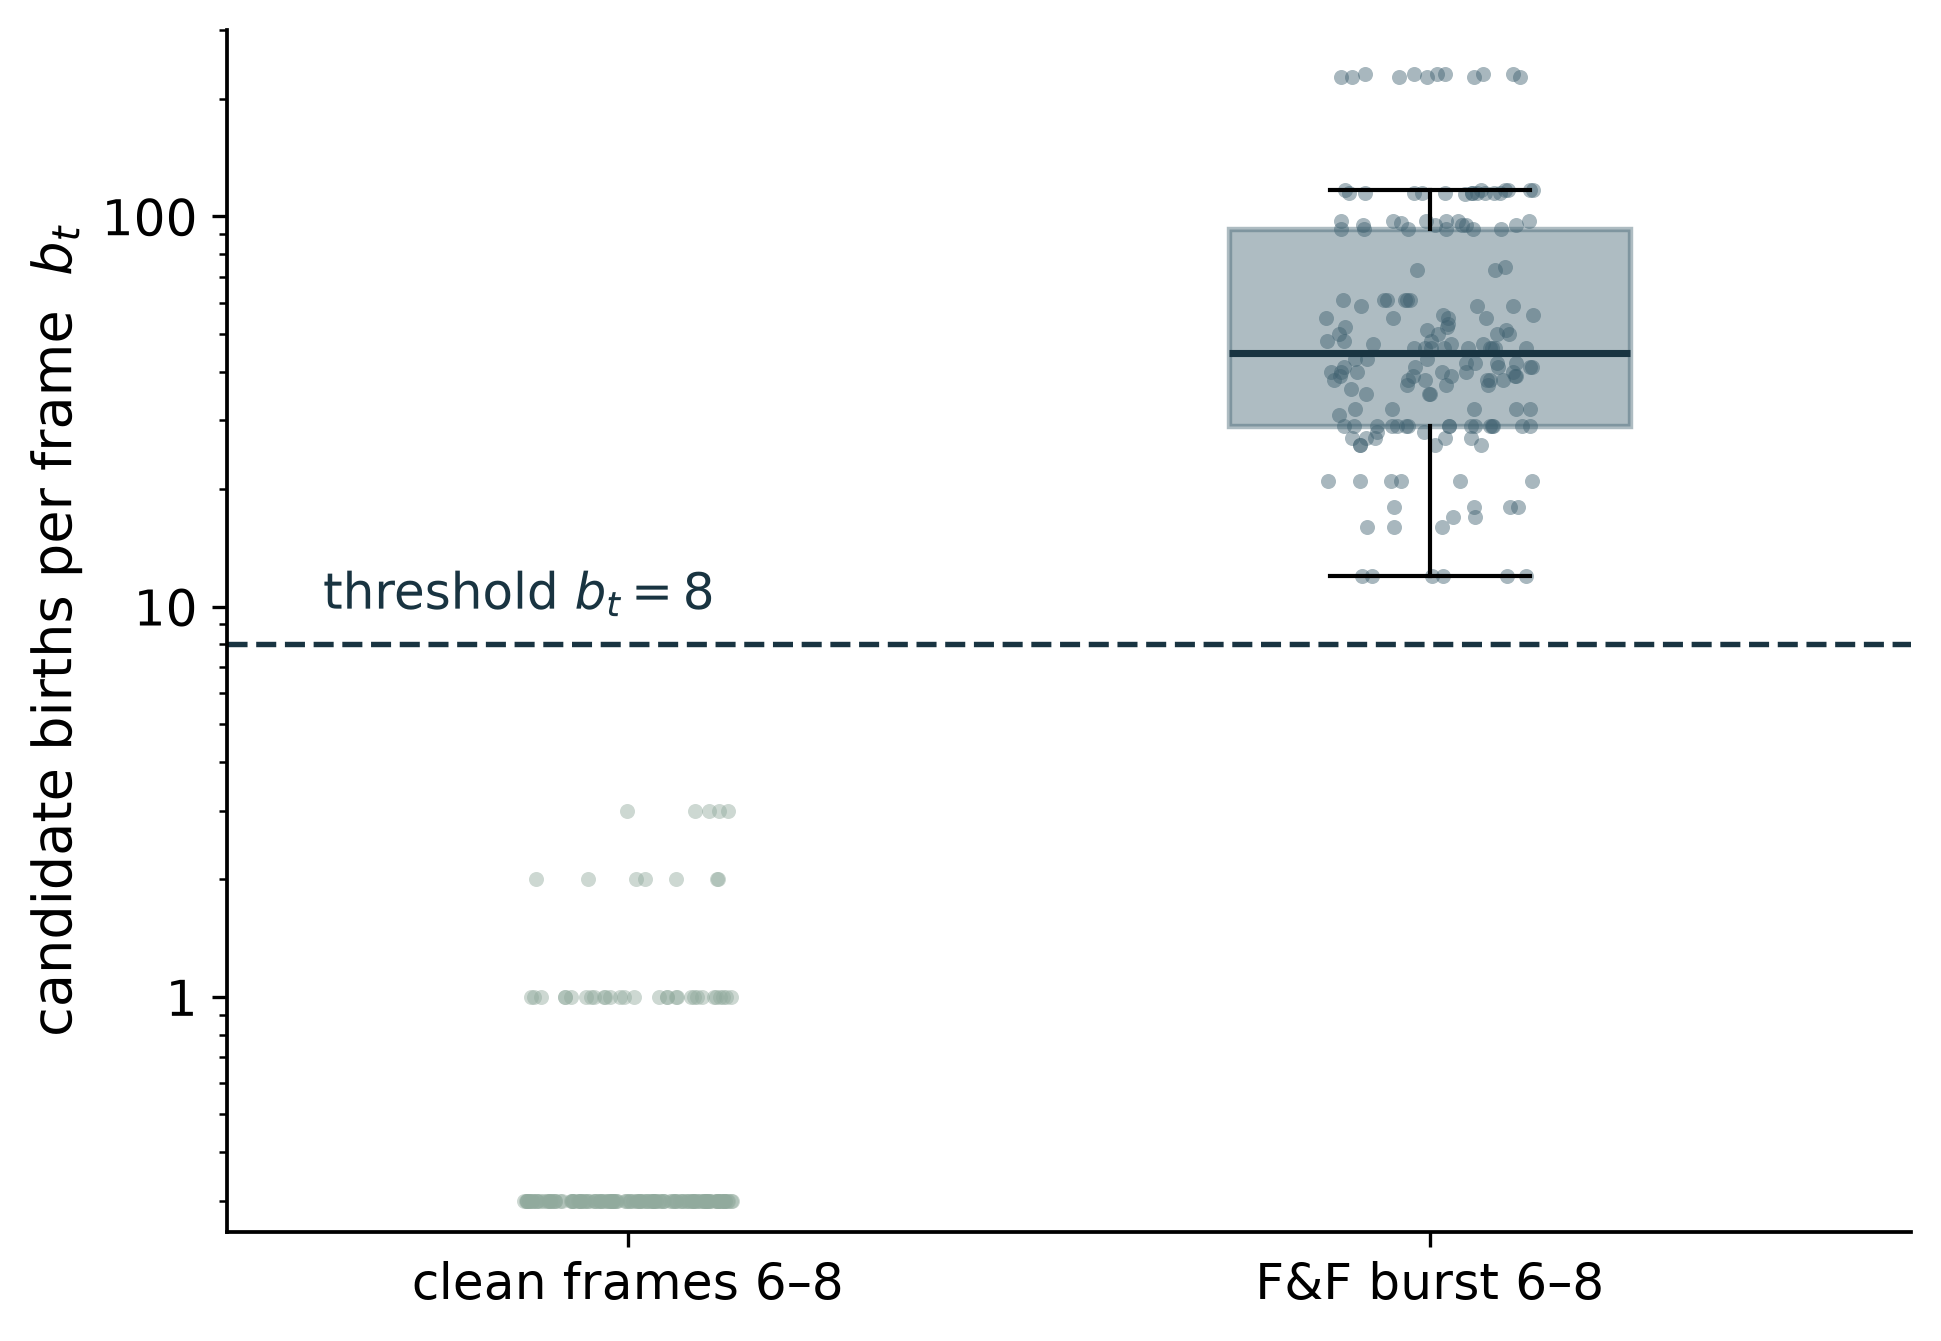 candidate births per frame b_t
100
10
1
threshold b_t = 8
clean frames 6–8
F&F burst 6–8